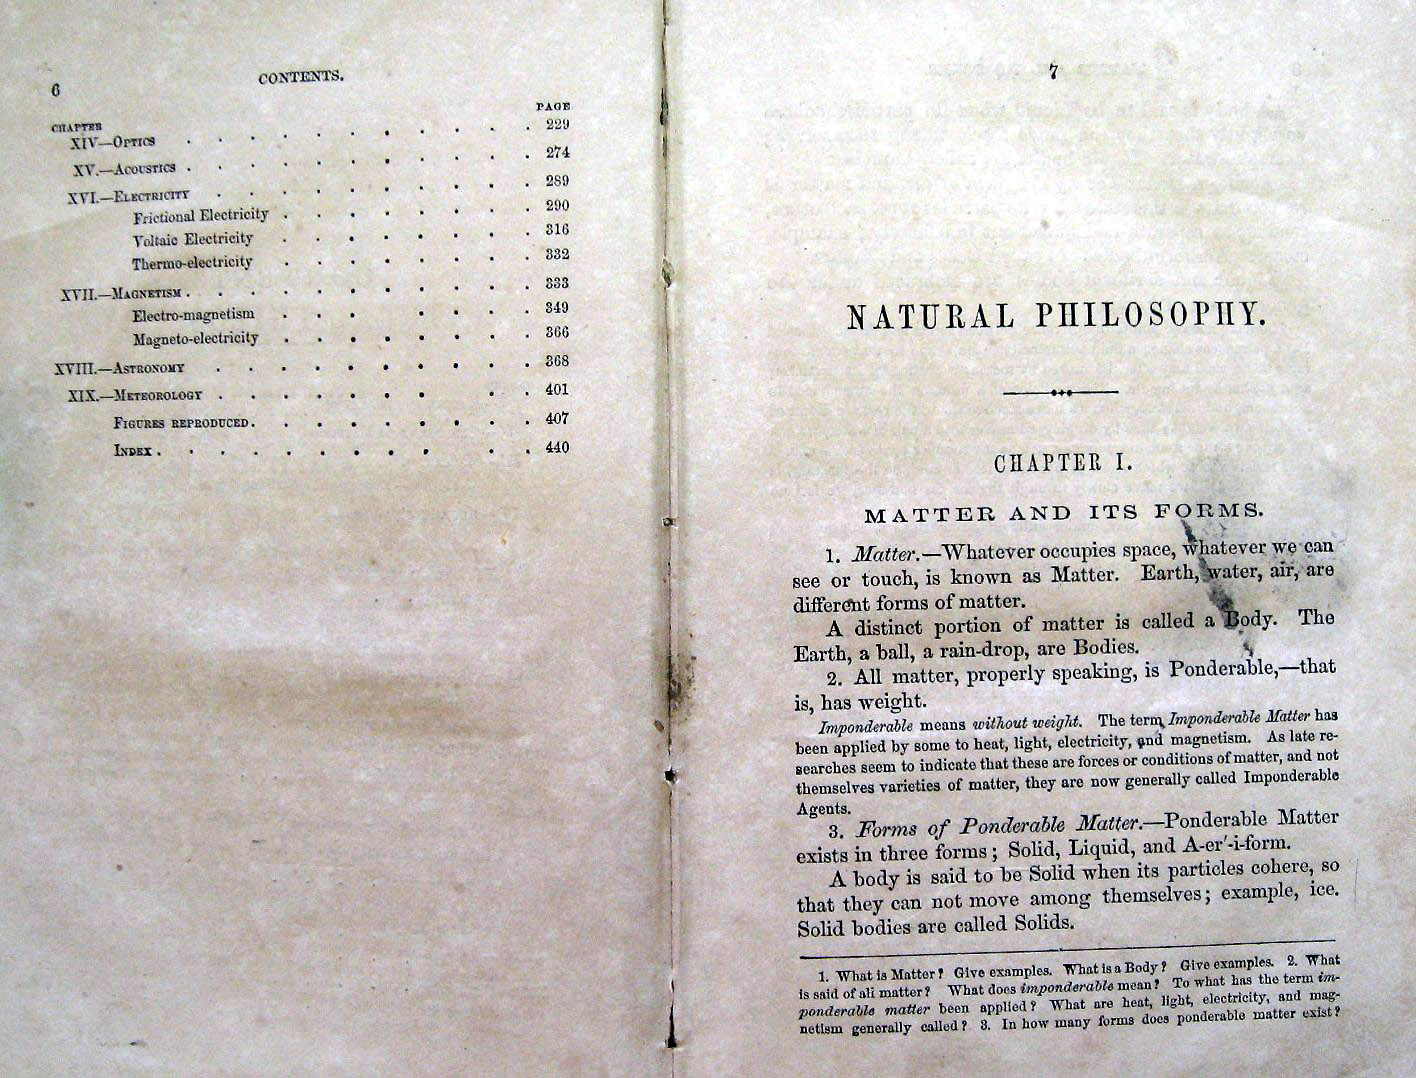 6
CONTENTS.
PAGE
CHAPTER
XIV—OPTICS . . . . . . . . . . . 229
XV.—ACOUSTICS . . . . . . . . . . . 274
XVI.—ELECTRICITY . . . . . . . . . . 289
Frictional Electricity . . . . . . . . 290
Voltaic Electricity . . . . . . . . 316
Thermo-electricity . . . . . . . . 332
XVII.—MAGNETISM . . . . . . . . . . . 333
Electro-magnetism . . . . . . . 349
Magneto-electricity . . . . . . . . 366
XVIII.—ASTRONOMY . . . . . . . . . . 368
XIX.—METEOROLOGY . . . . . . . . . 401
FIGURES REPRODUCED . . . . . . . . . 407
INDEX . . . . . . . . . . . 440
7
NATURAL PHILOSOPHY.
CHAPTER I.
MATTER AND ITS FORMS.
1. Matter.—Whatever occupies space, whatever we can
see or touch, is known as Matter. Earth, water, air, are
different forms of matter.
A distinct portion of matter is called a Body. The
Earth, a ball, a rain-drop, are Bodies.
2. All matter, properly speaking, is Ponderable,—that
is, has weight.
Imponderable means without weight. The term Imponderable Matter has
been applied by some to heat, light, electricity, and magnetism. As late re-
searches seem to indicate that these are forces or conditions of matter, and not
themselves varieties of matter, they are now generally called Imponderable
Agents.
3. Forms of Ponderable Matter.—Ponderable Matter
exists in three forms; Solid, Liquid, and A-er′-i-form.
A body is said to be Solid when its particles cohere, so
that they can not move among themselves; example, ice.
Solid bodies are called Solids.
1. What is Matter? Give examples. What is a Body? Give examples. 2. What
is said of all matter? What does imponderable mean? To what has the term im-
ponderable matter been applied? What are heat, light, electricity, and mag-
netism generally called? 3. In how many forms does ponderable matter exist?